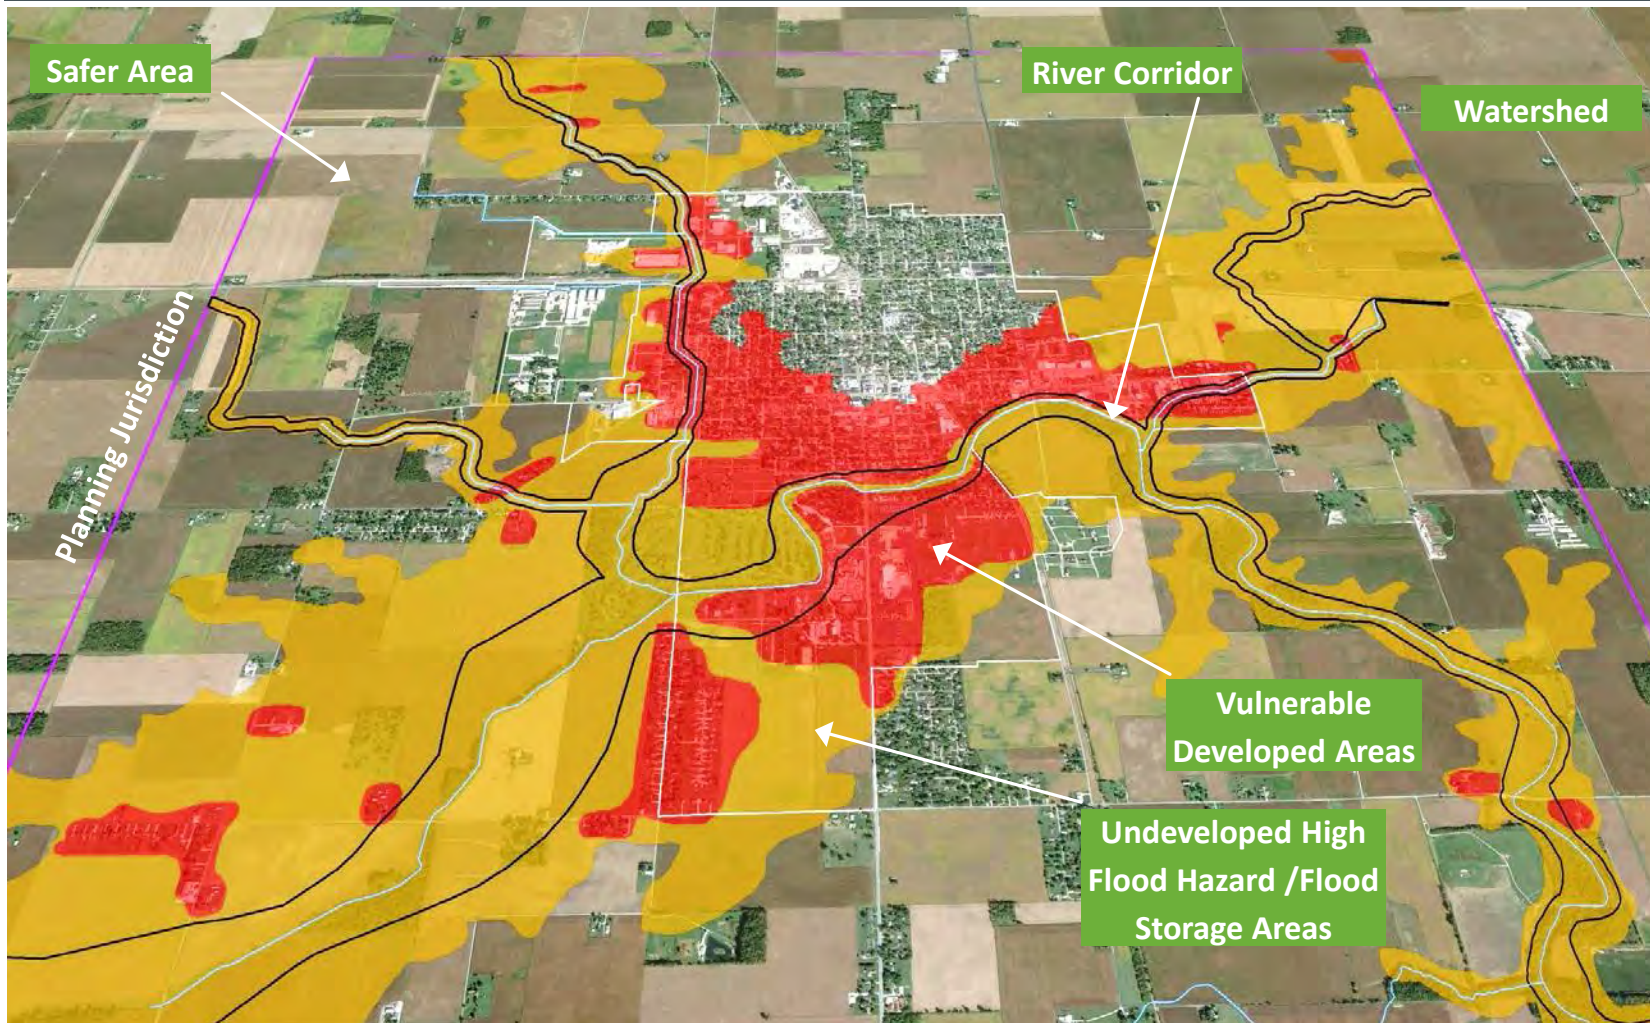 Safer Area
River Corridor
Watershed
Planning Jurisdiction
Vulnerable
Developed Areas
Undeveloped High
Flood Hazard /Flood
Storage Areas